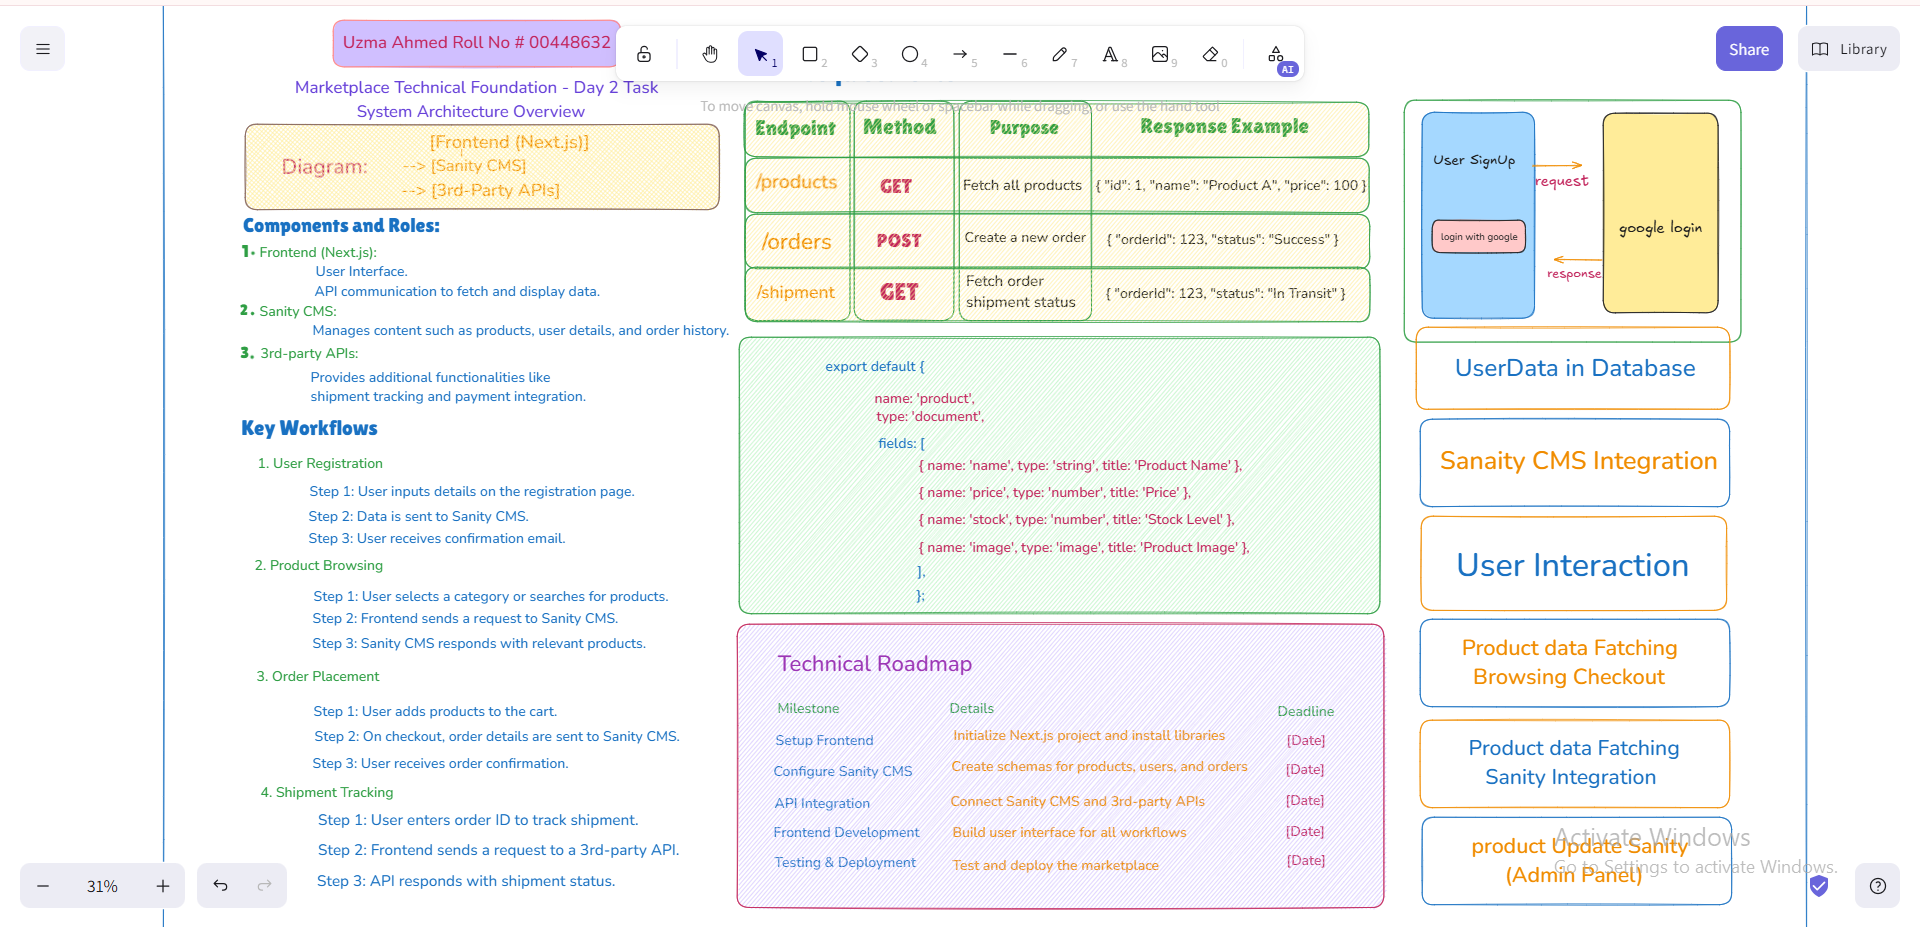 Uzma Ahmed Roll No # 00448632
Marketplace Technical Foundation - Day 2 Task
System Architecture Overview
Diagram:
[Frontend (Next.js)]
--> [Sanity CMS]
--> [3rd-Party APIs]
Components and Roles:
1. Frontend (Next.js):
User Interface.
API communication to fetch and display data.
2. Sanity CMS:
Manages content such as products, user details, and order history.
3. 3rd-party APIs:
Provides additional functionalities like
shipment tracking and payment integration.
Key Workflows
1. User Registration
Step 1: User inputs details on the registration page.
Step 2: Data is sent to Sanity CMS.
Step 3: User receives confirmation email.
2. Product Browsing
Step 1: User selects a category or searches for products.
Step 2: Frontend sends a request to Sanity CMS.
Step 3: Sanity CMS responds with relevant products.
3. Order Placement
Step 1: User adds products to the cart.
Step 2: On checkout, order details are sent to Sanity CMS.
Step 3: User receives order confirmation.
4. Shipment Tracking
Step 1: User enters order ID to track shipment.
Step 2: Frontend sends a request to a 3rd-party API.
Step 3: API responds with shipment status.
31%
1 2 3 4 5 6 7 8 9 0 AI
To move canvas, hold mouse wheel or spacebar while dragging, or use the hand tool
Endpoint Method Purpose Response Example
/products GET Fetch all products { "id": 1, "name": "Product A", "price": 100 }
/orders POST Create a new order { "orderId": 123, "status": "Success" }
/shipment GET Fetch order
shipment status { "orderId": 123, "status": "In Transit" }
export default {
name: 'product',
type: 'document',
fields: [
{ name: 'name', type: 'string', title: 'Product Name' },
{ name: 'price', type: 'number', title: 'Price' },
{ name: 'stock', type: 'number', title: 'Stock Level' },
{ name: 'image', type: 'image', title: 'Product Image' },
],
};
Technical Roadmap
Milestone Details Deadline
Setup Frontend Initialize Next.js project and install libraries [Date]
Configure Sanity CMS Create schemas for products, users, and orders [Date]
API Integration Connect Sanity CMS and 3rd-party APIs [Date]
Frontend Development Build user interface for all workflows [Date]
Testing & Deployment Test and deploy the marketplace [Date]
Share
Library
User SignUp
request
login with google
google login
response
UserData in Database
Sanaity CMS Integration
User Interaction
Product data Fatching
Browsing Checkout
Product data Fatching
Sanity Integration
product Update Sanity
(Admin Panel)
Activate Windows
Go to Settings to activate Windows.